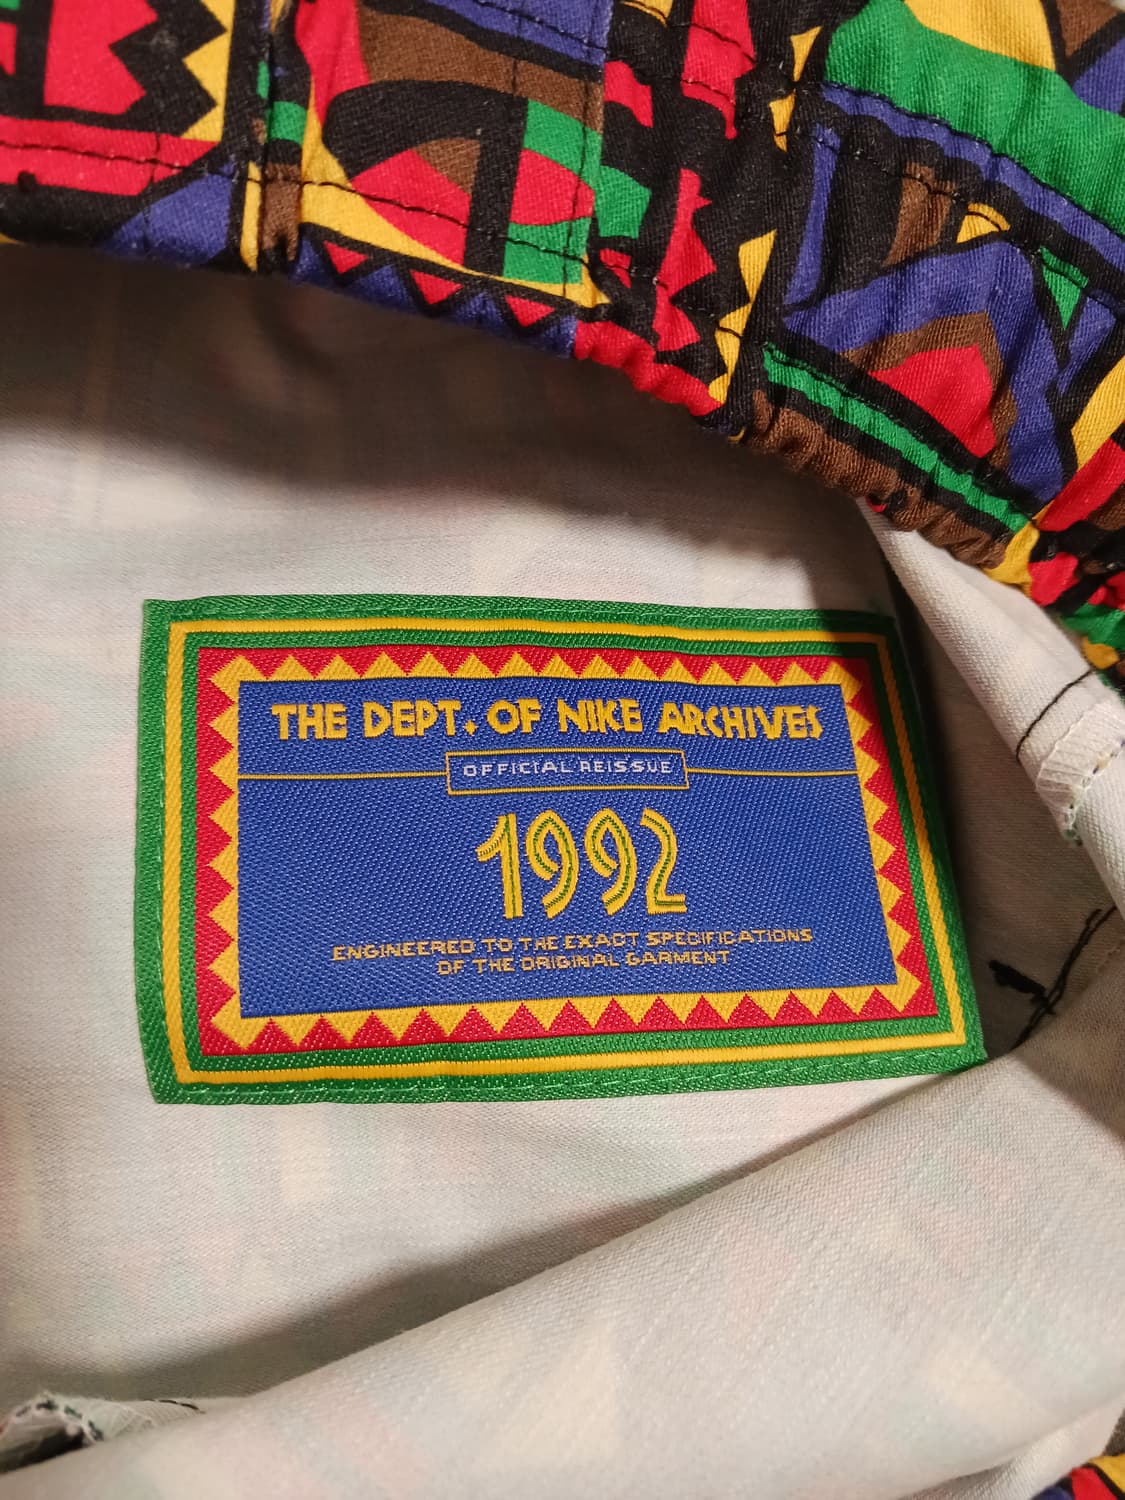 THE DEPT. OF NIKE ARCHIVES
OFFICIAL REISSUE
1992
ENGINEERED TO THE EXACT SPECIFICATIONS
OF THE ORIGINAL GARMENT